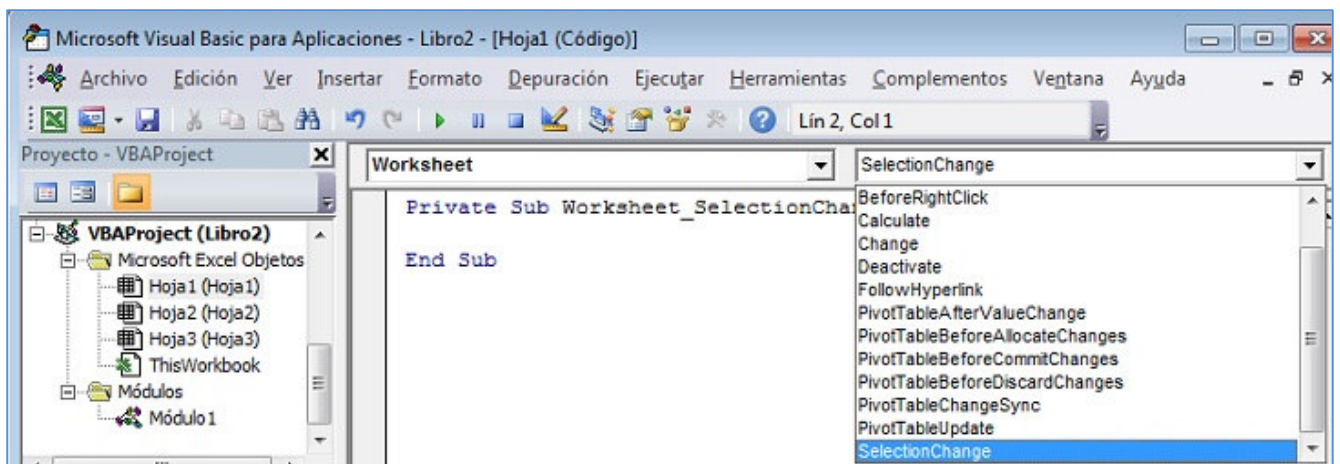 Microsoft Visual Basic para Aplicaciones - Libro2 - [Hoja1 (Código)]
Archivo Edición Ver Insertar Formato Depuración Ejecutar Herramientas Complementos Ventana Ayuda
Lín 2, Col 1
Proyecto - VBAProject
VBAProject (Libro2)
Microsoft Excel Objetos
Hoja1 (Hoja1)
Hoja2 (Hoja2)
Hoja3 (Hoja3)
ThisWorkbook
Módulos
Módulo1
Worksheet
SelectionChange
Private Sub Worksheet_SelectionCha
End Sub
BeforeRightClick
Calculate
Change
Deactivate
FollowHyperlink
PivotTableAfterValueChange
PivotTableBeforeAllocateChanges
PivotTableBeforeCommitChanges
PivotTableBeforeDiscardChanges
PivotTableChangeSync
PivotTableUpdate
SelectionChange